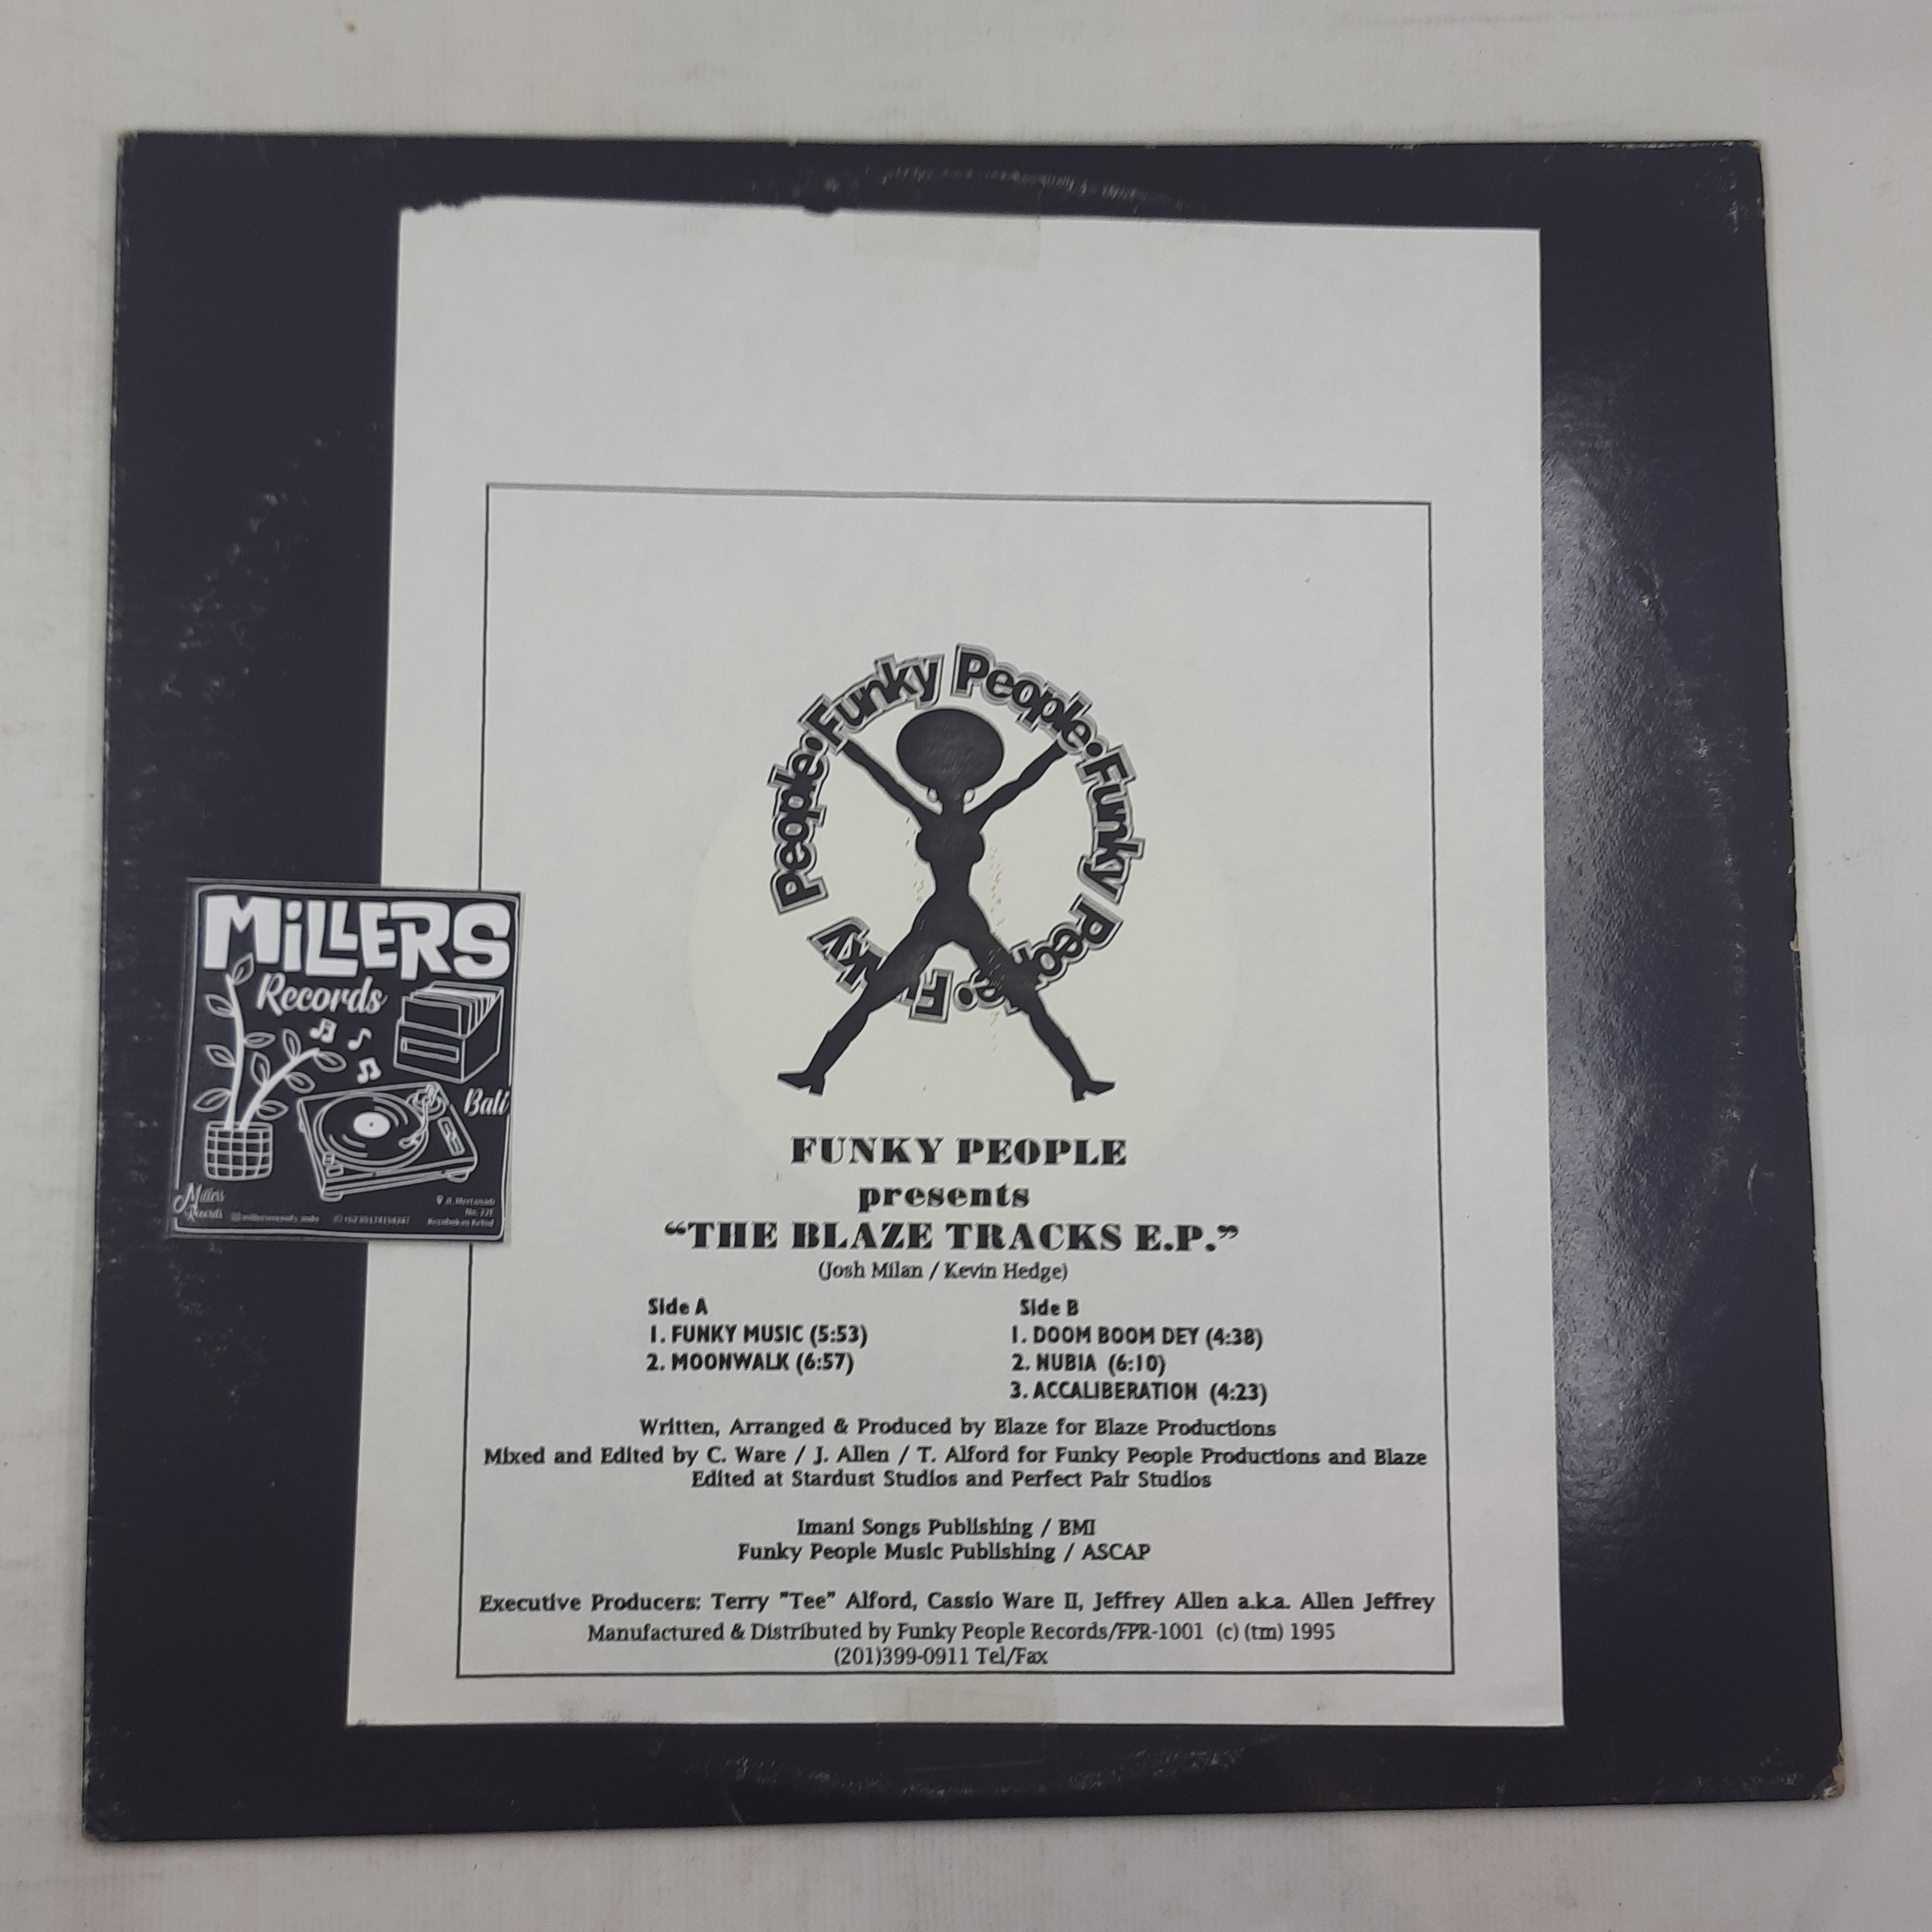 Funky People • Funky People • Funky People •
MiLLERS
Records
Bali
Millers
Records
No. 22E
FUNKY PEOPLE
presents
“THE BLAZE TRACKS E.P.”
(Josh Milan / Kevin Hedge)
Side A
1. FUNKY MUSIC (5:53)
2. MOONWALK (6:57)
Side B
1. DOOM BOOM DEY (4:38)
2. NUBIA (6:10)
3. ACCALIBERATION (4:23)
Written, Arranged & Produced by Blaze for Blaze Productions
Mixed and Edited by C. Ware / J. Allen / T. Alford for Funky People Productions and Blaze
Edited at Stardust Studios and Perfect Pair Studios
Imani Songs Publishing / BMI
Funky People Music Publishing / ASCAP
Executive Producers: Terry "Tee" Alford, Cassio Ware II, Jeffrey Allen a.k.a. Allen Jeffrey
Manufactured & Distributed by Funky People Records/FPR-1001 (c) (tm) 1995
(201)399-0911 Tel/Fax